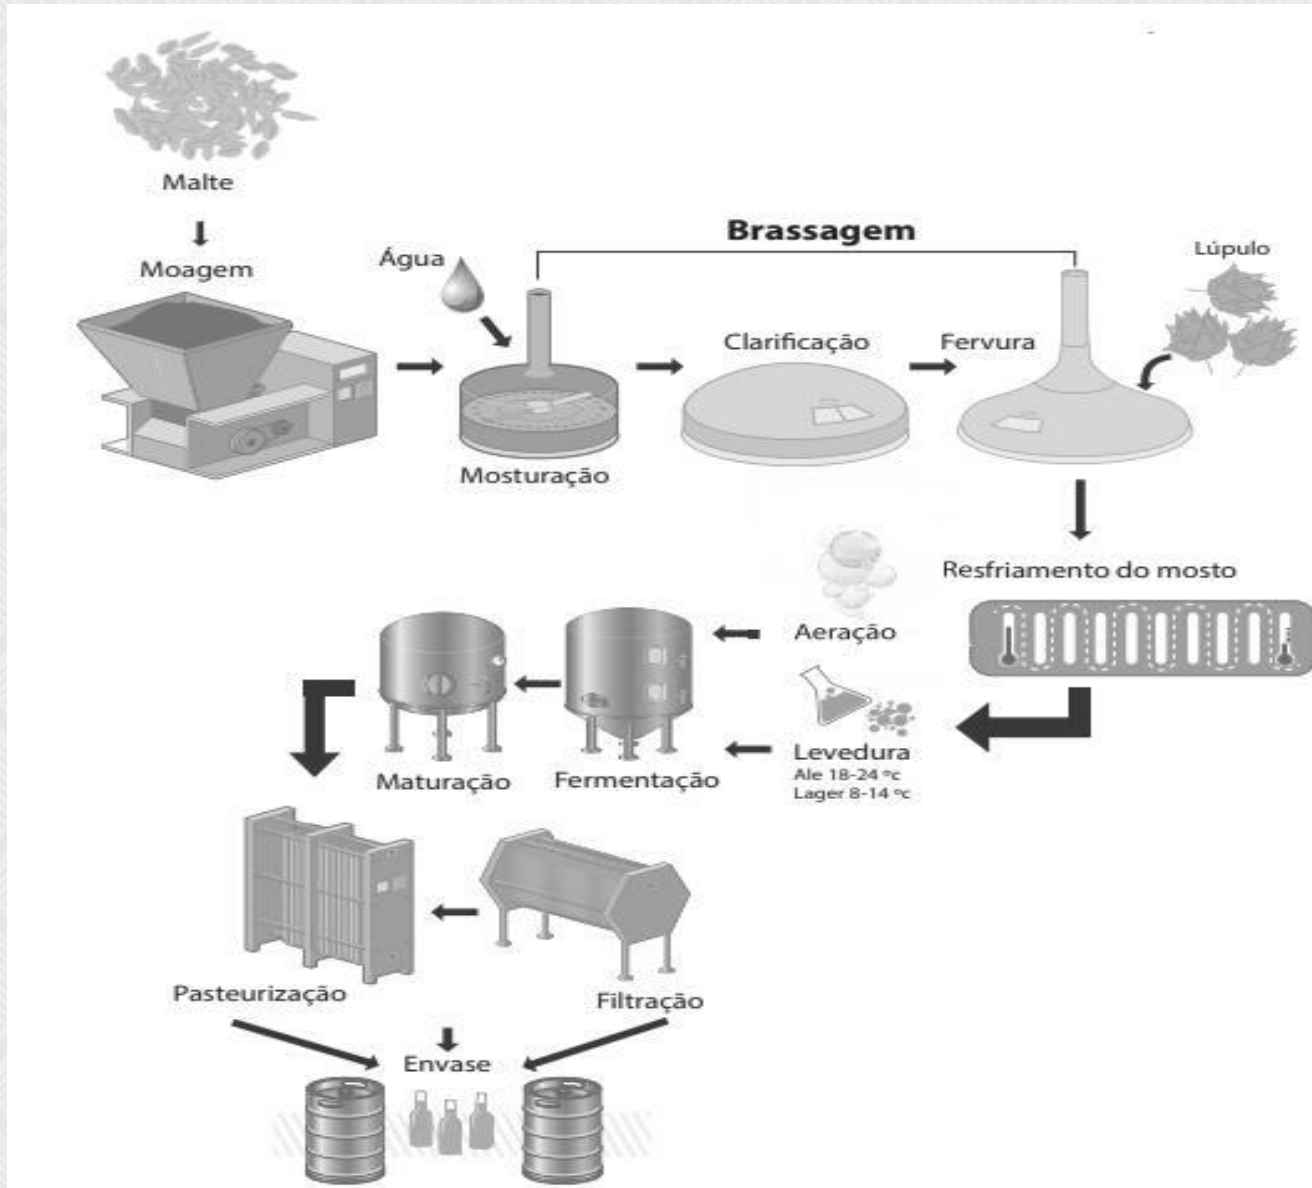 Malte
Moagem
Água
Brassagem
Lúpulo
Clarificação
Fervura
Mosturação
Resfriamento do mosto
Aeração
Levedura
Ale 18-24 ºc
Lager 8-14 ºc
Fermentação
Maturação
Pasteurização
Filtração
Envase